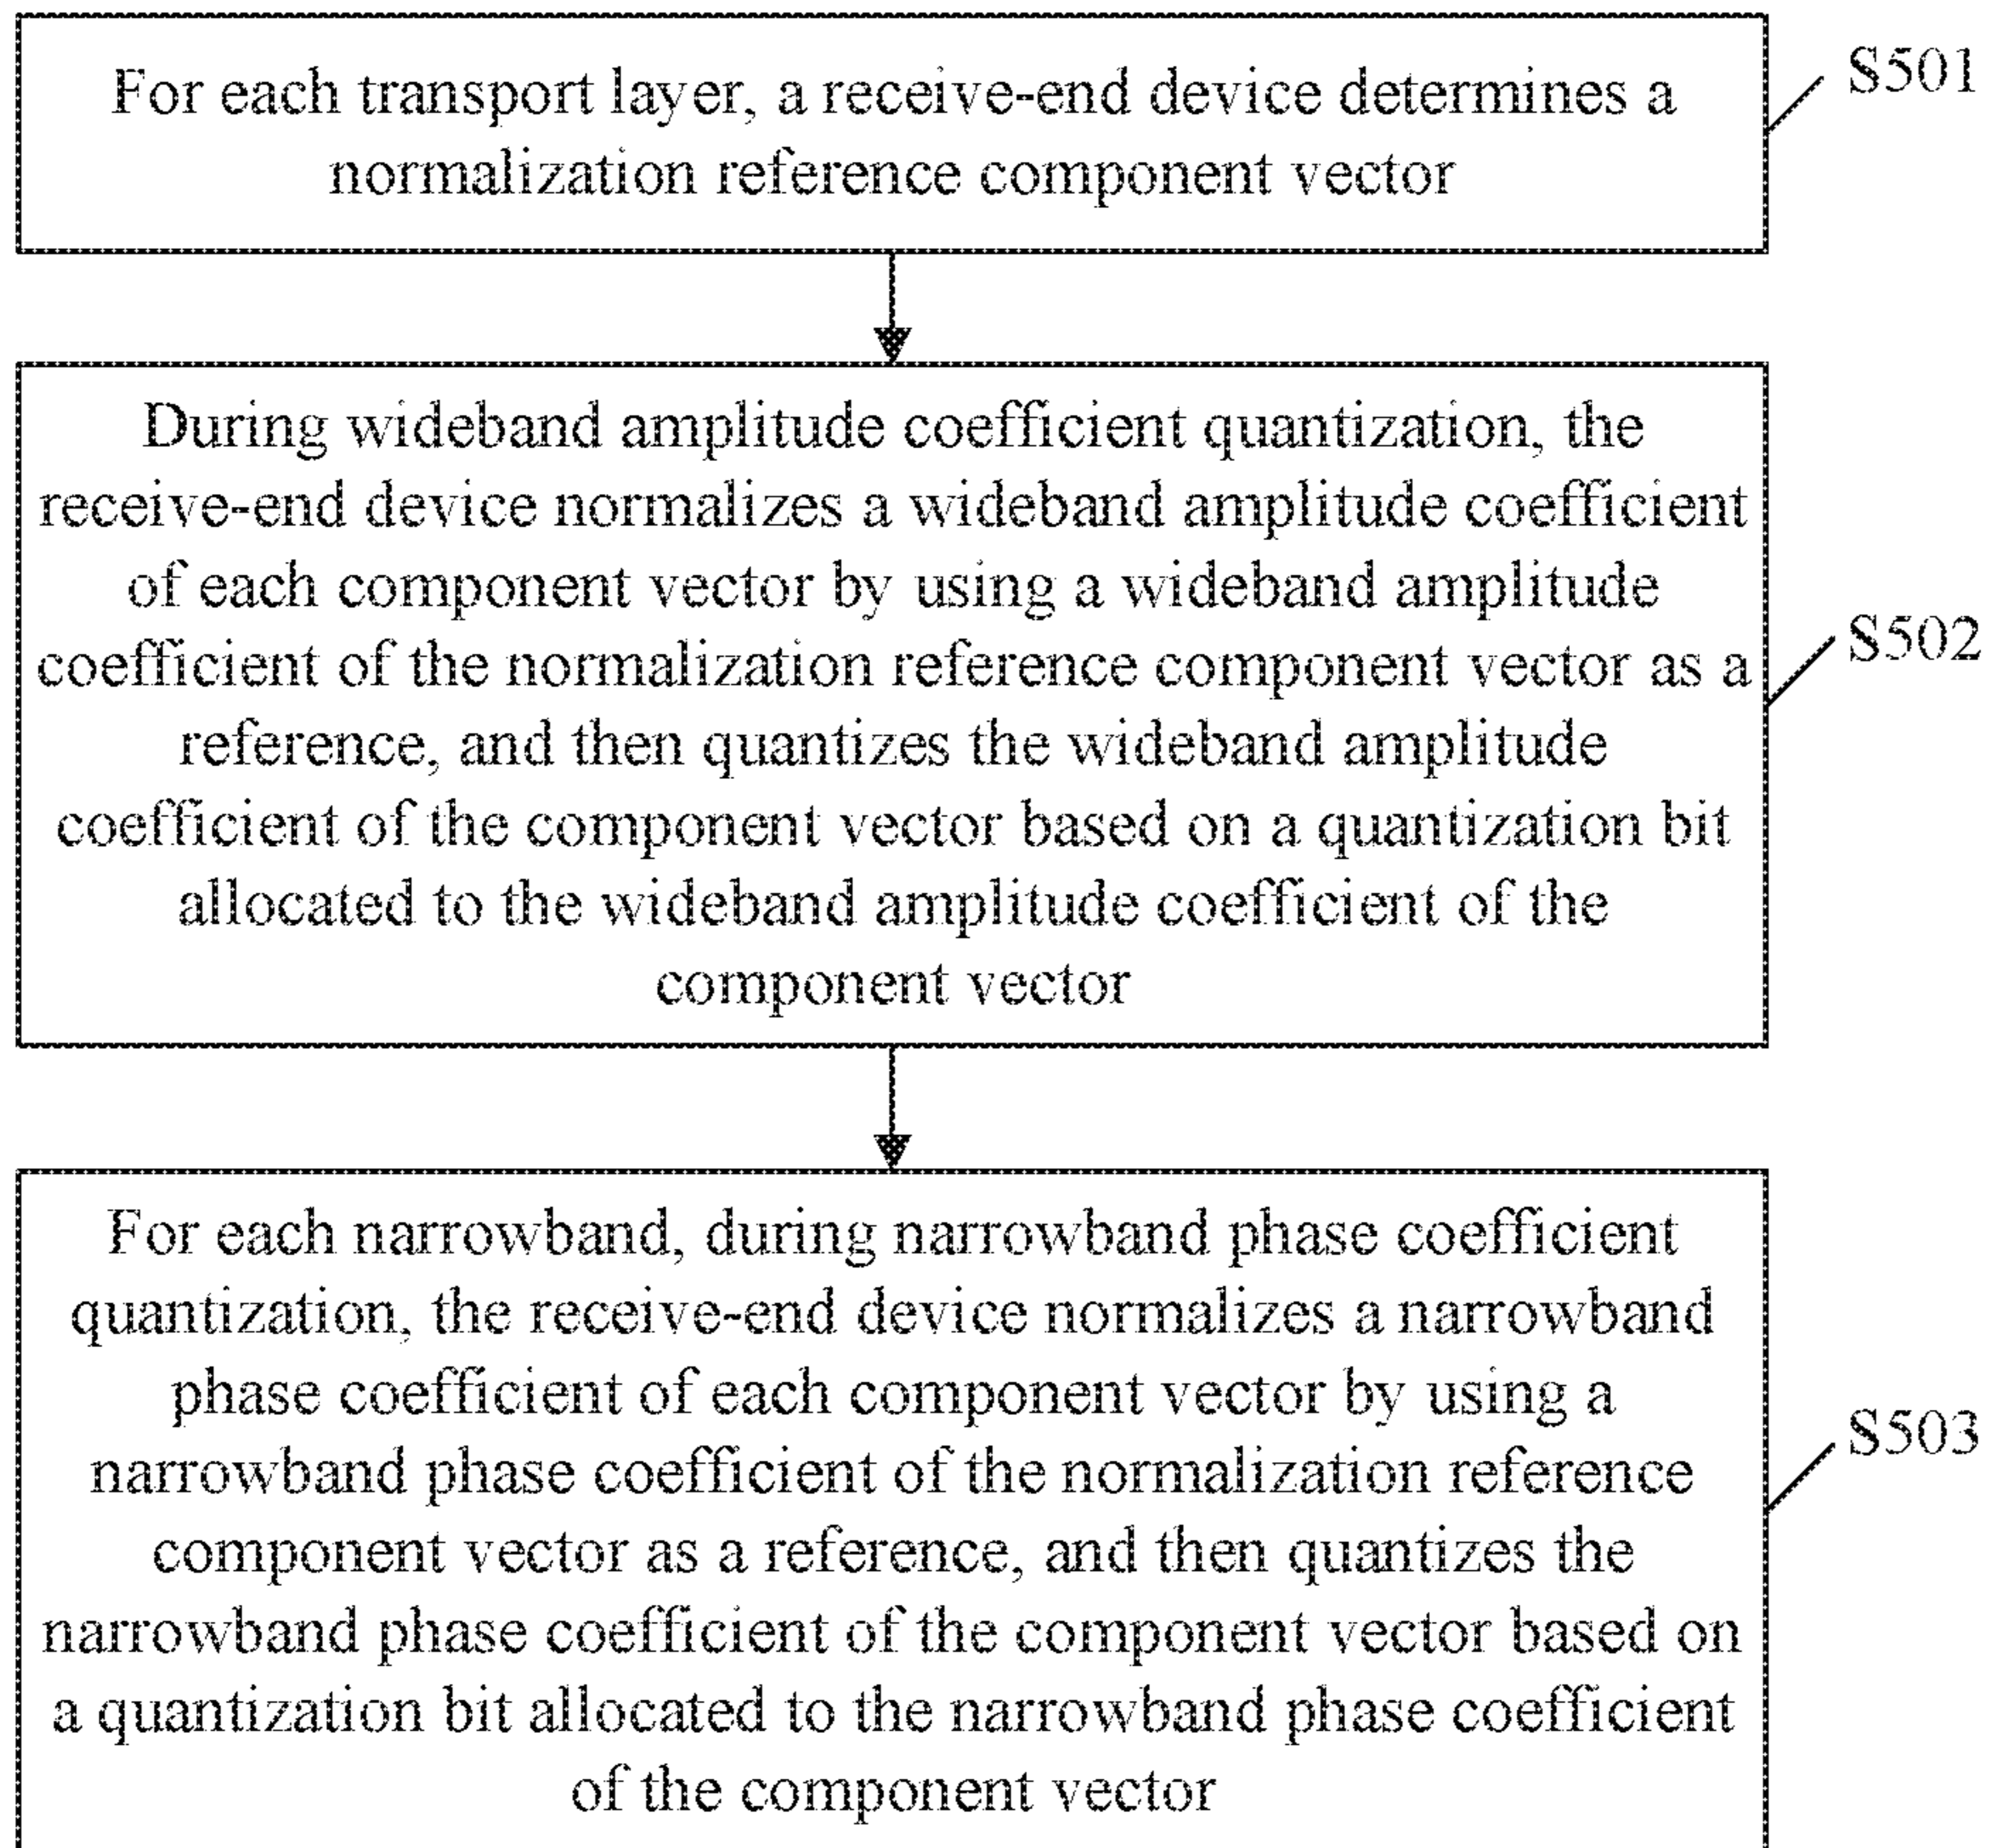 For each transport layer, a receive-end device determines a
normalization reference component vector
S501
During wideband amplitude coefficient quantization, the
receive-end device normalizes a wideband amplitude coefficient
of each component vector by using a wideband amplitude
coefficient of the normalization reference component vector as a
reference, and then quantizes the wideband amplitude
coefficient of the component vector based on a quantization bit
allocated to the wideband amplitude coefficient of the
component vector
S502
For each narrowband, during narrowband phase coefficient
quantization, the receive-end device normalizes a narrowband
phase coefficient of each component vector by using a
narrowband phase coefficient of the normalization reference
component vector as a reference, and then quantizes the
narrowband phase coefficient of the component vector based on
a quantization bit allocated to the narrowband phase coefficient
of the component vector
S503